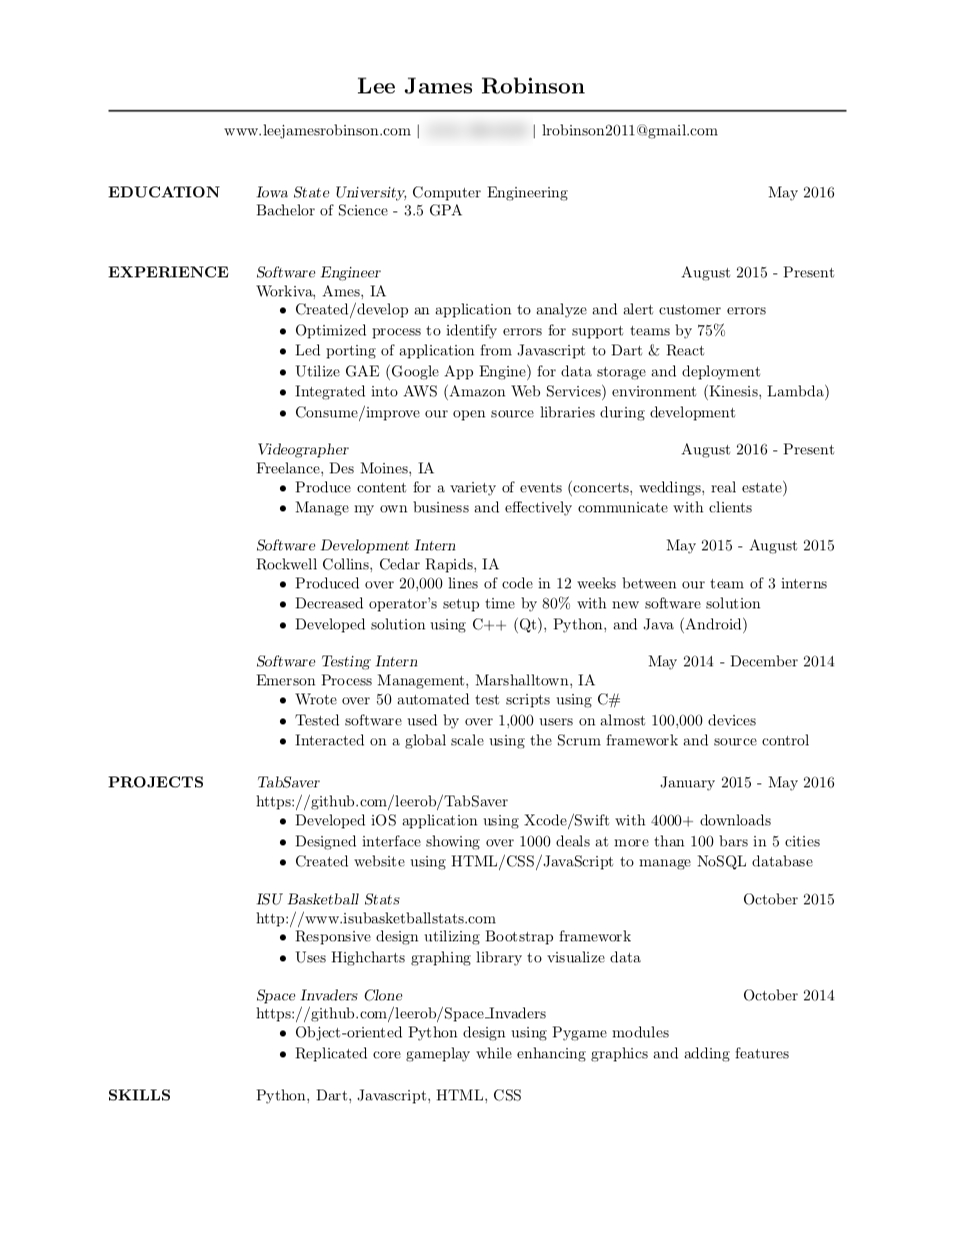 Lee James Robinson
www.leejamesrobinson.com | | lrobinson2011@gmail.com
EDUCATION Iowa State University, Computer Engineering May 2016
Bachelor of Science - 3.5 GPA
EXPERIENCE Software Engineer August 2015 - Present
Workiva, Ames, IA
• Created/develop an application to analyze and alert customer errors
• Optimized process to identify errors for support teams by 75%
• Led porting of application from Javascript to Dart & React
• Utilize GAE (Google App Engine) for data storage and deployment
• Integrated into AWS (Amazon Web Services) environment (Kinesis, Lambda)
• Consume/improve our open source libraries during development
Videographer August 2016 - Present
Freelance, Des Moines, IA
• Produce content for a variety of events (concerts, weddings, real estate)
• Manage my own business and effectively communicate with clients
Software Development Intern May 2015 - August 2015
Rockwell Collins, Cedar Rapids, IA
• Produced over 20,000 lines of code in 12 weeks between our team of 3 interns
• Decreased operator's setup time by 80% with new software solution
• Developed solution using C++ (Qt), Python, and Java (Android)
Software Testing Intern May 2014 - December 2014
Emerson Process Management, Marshalltown, IA
• Wrote over 50 automated test scripts using C#
• Tested software used by over 1,000 users on almost 100,000 devices
• Interacted on a global scale using the Scrum framework and source control
PROJECTS TabSaver January 2015 - May 2016
https://github.com/leerob/TabSaver
• Developed iOS application using Xcode/Swift with 4000+ downloads
• Designed interface showing over 1000 deals at more than 100 bars in 5 cities
• Created website using HTML/CSS/JavaScript to manage NoSQL database
ISU Basketball Stats October 2015
http://www.isubasketballstats.com
• Responsive design utilizing Bootstrap framework
• Uses Highcharts graphing library to visualize data
Space Invaders Clone October 2014
https://github.com/leerob/Space_Invaders
• Object-oriented Python design using Pygame modules
• Replicated core gameplay while enhancing graphics and adding features
SKILLS Python, Dart, Javascript, HTML, CSS